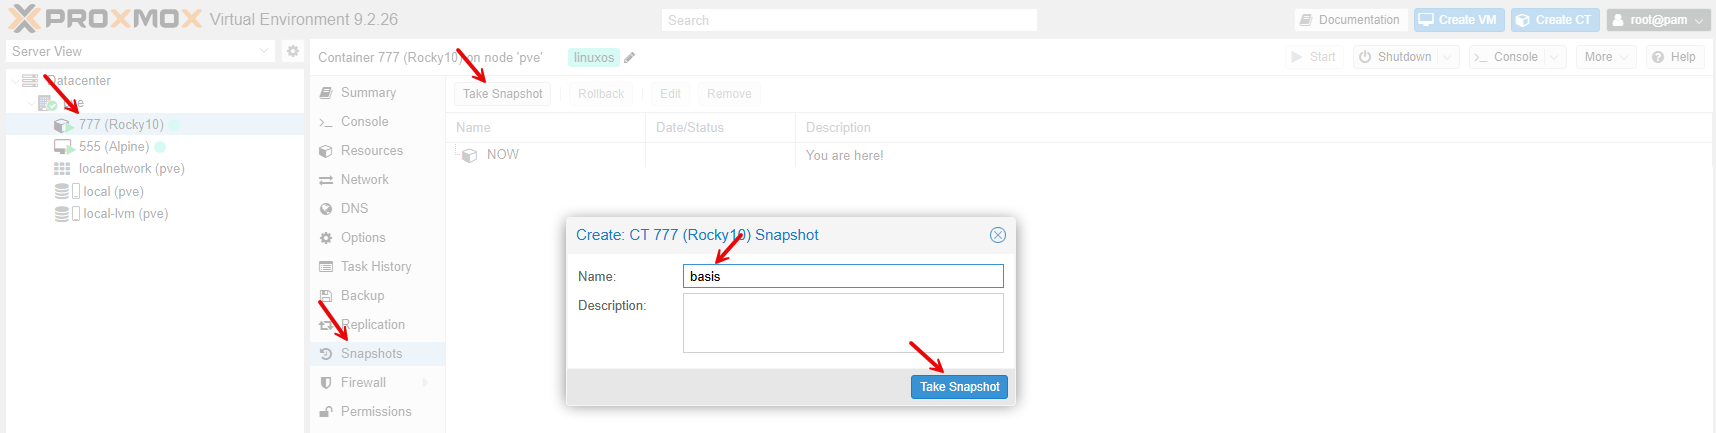 PROXMOX Virtual Environment 9.2.26
Search
Documentation
Create VM
Create CT
root@pam
Server View
Datacenter
pve
777 (Rocky10)
555 (Alpine)
localnetwork (pve)
local (pve)
local-lvm (pve)
Container 777 (Rocky10) on node 'pve'
linuxos
Start
Shutdown
Console
More
Help
Summary
Console
Resources
Network
DNS
Options
Task History
Backup
Replication
Snapshots
Firewall
Permissions
Take Snapshot
Rollback
Edit
Remove
Name
Date/Status
Description
NOW
You are here!
Create: CT 777 (Rocky10) Snapshot
Name:
basis
Description:
Take Snapshot